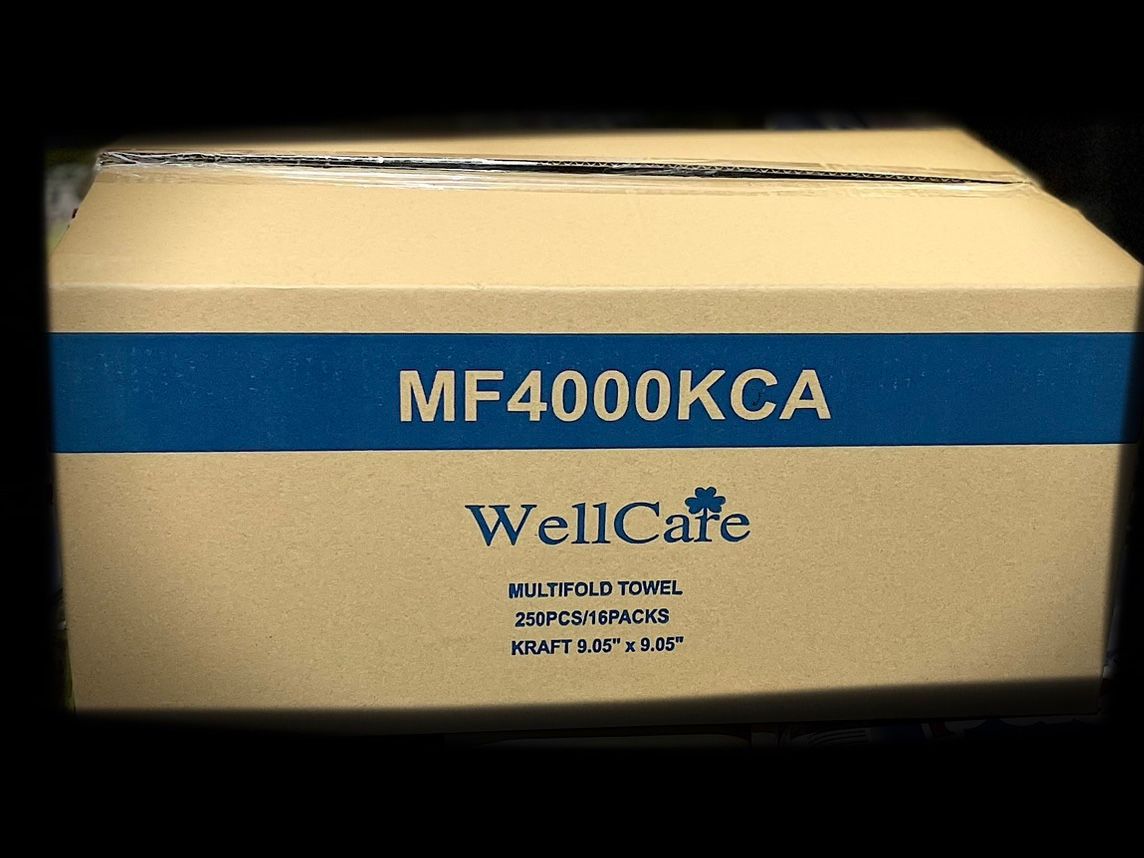 MF4000KCA
WellCare
MULTIFOLD TOWEL
250PCS/16PACKS
KRAFT 9.05" x 9.05"